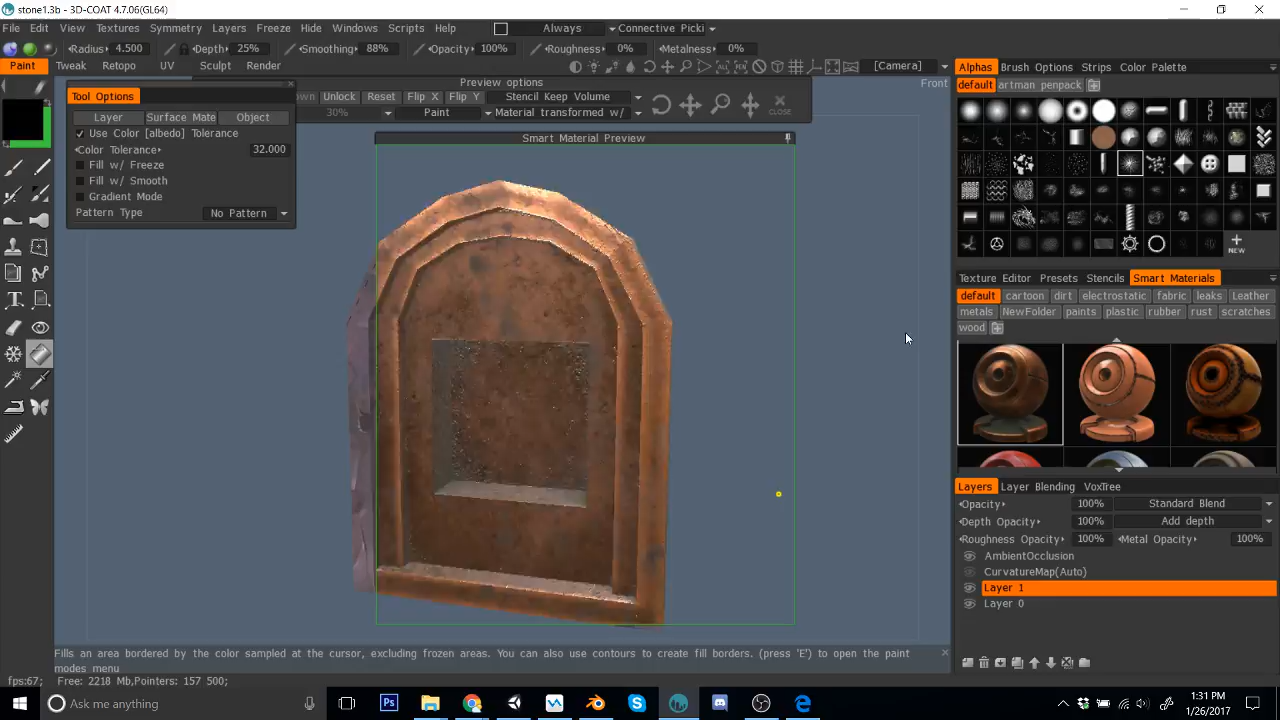 stone1.3b - 3D-COAT 4.7.06(GL64)
File Edit View Textures Symmetry Layers Freeze Hide Windows Scripts Help Always Connective Picki
Radius 4.500 Depth 25% Smoothing 88% Opacity 100% Roughness 0% Metalness 0%
Paint Tweak Retopo UV Sculpt Render [Camera]
Alphas Brush Options Strips Color Palette
Preview options
Front
default artman penpack
Tool Options
Unlock Reset Flip X Flip Y Stencil Keep Volume
CLOSE
Layer Surface Mate Object
30% Paint Material transformed w/
Use Color [albedo] Tolerance
Smart Material Preview
Color Tolerance 32.000
Fill w/ Freeze
Fill w/ Smooth
Gradient Mode
Pattern Type No Pattern
NEW
Texture Editor Presets Stencils Smart Materials
default cartoon dirt electrostatic fabric leaks Leather
metals NewFolder paints plastic rubber rust scratches
wood
Layers Layer Blending VoxTree
Opacity 100% Standard Blend
Depth Opacity 100% Add depth
Roughness Opacity 100% Metal Opacity 100%
AmbientOcclusion
CurvatureMap(Auto)
Layer 1
Layer 0
Fills an area bordered by the color sampled at the cursor, excluding frozen areas. You can also use contours to create fill borders. (press 'E') to open the paint
modes menu
fps:67; Free: 2218 Mb,Pointers: 157 500;
Ask me anything
Ps
1:31 PM
1/26/2017